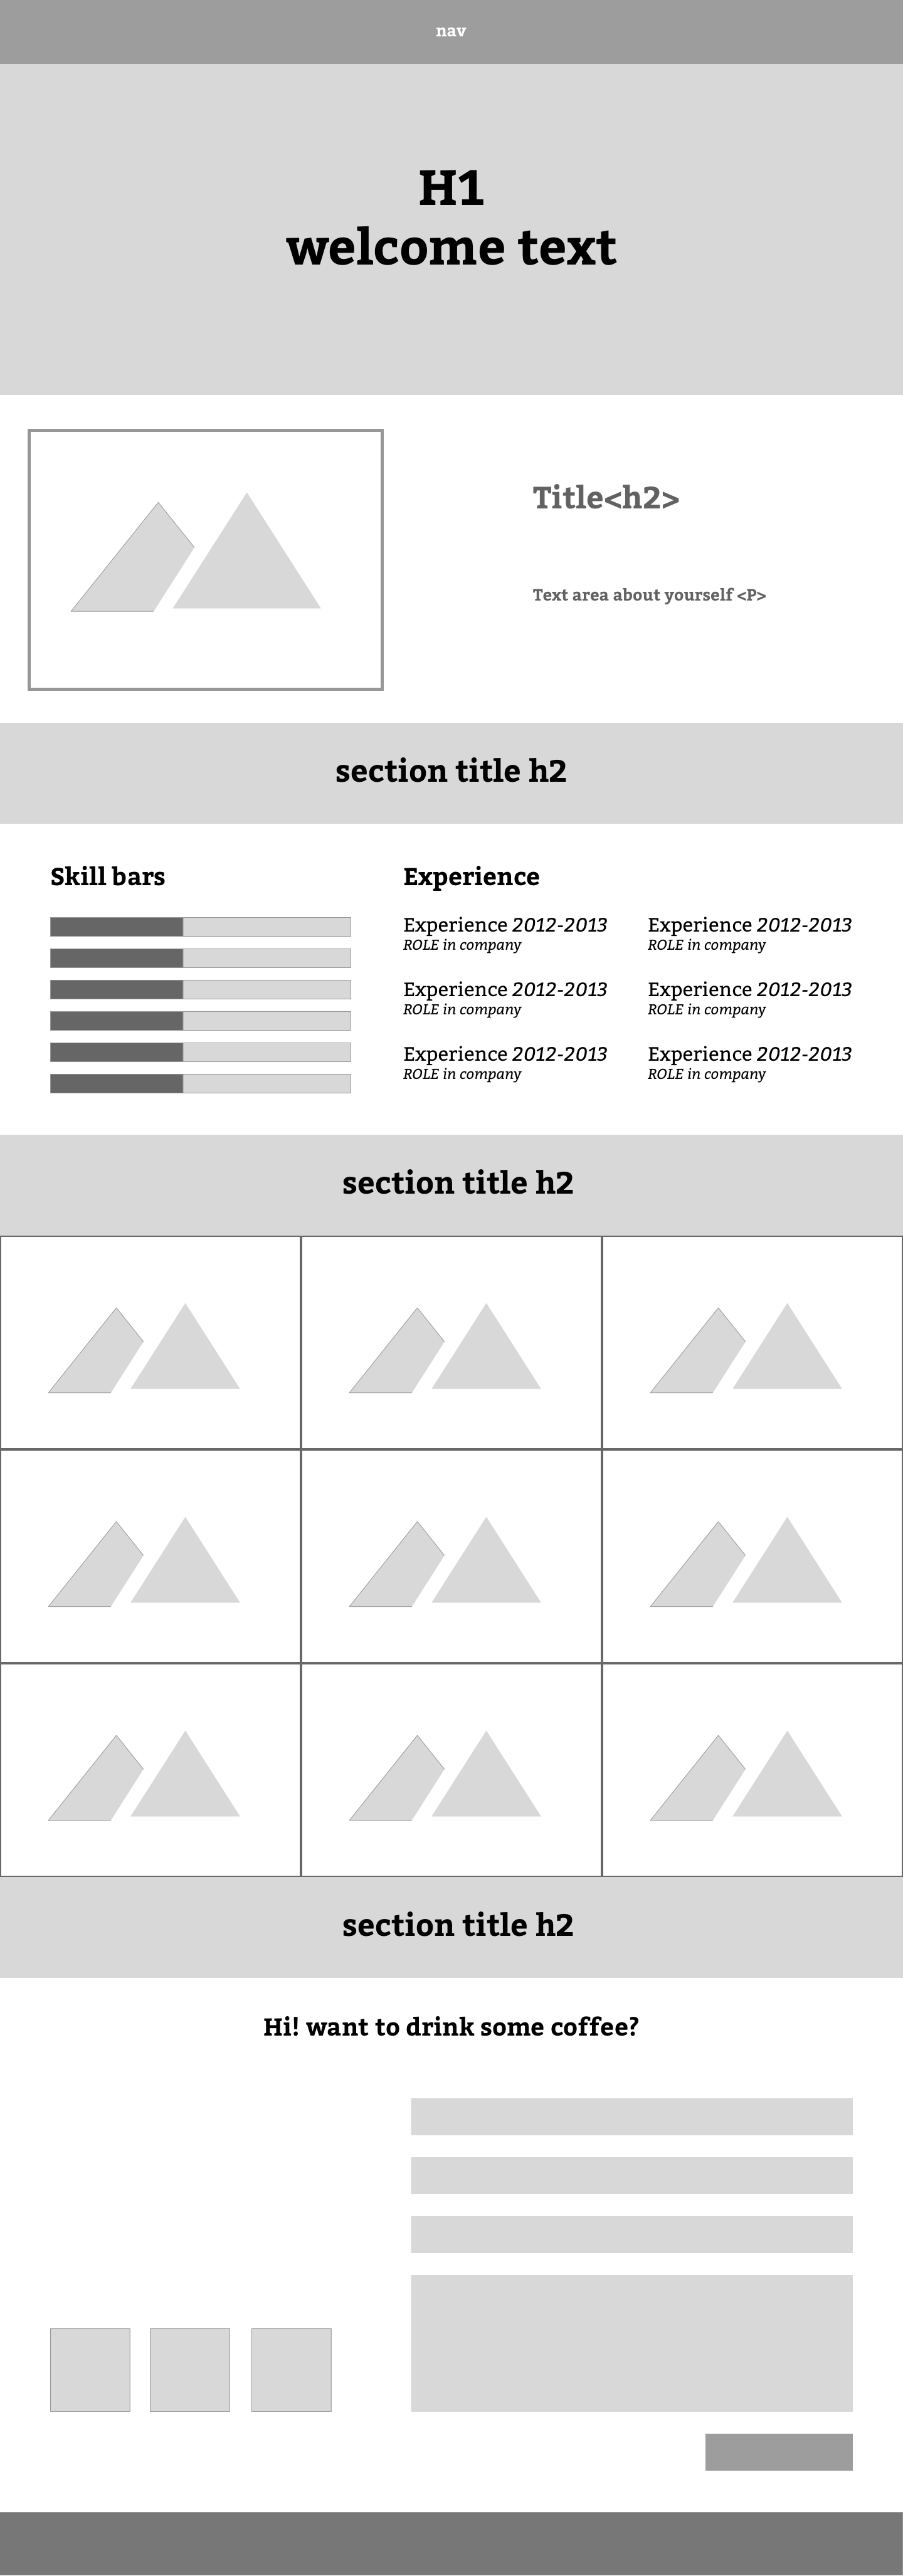 nav
H1
welcome text
Title<h2>
Text area about yourself <P>
section title h2
Skill bars
Experience
Experience 2012-2013
ROLE in company
Experience 2012-2013
ROLE in company
Experience 2012-2013
ROLE in company
Experience 2012-2013
ROLE in company
Experience 2012-2013
ROLE in company
Experience 2012-2013
ROLE in company
section title h2
section title h2
Hi! want to drink some coffee?